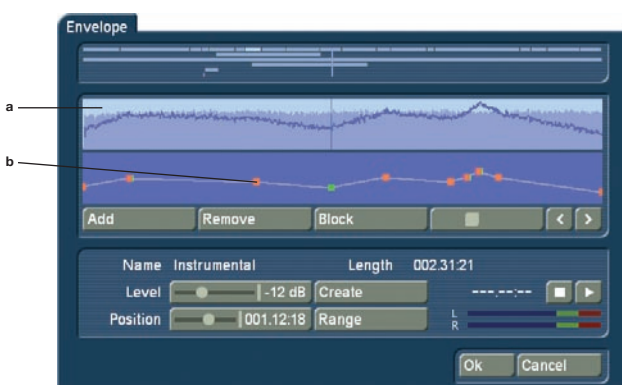 Envelope
a
b
Add Remove Block < >
Name Instrumental Length 002.31:21
Level -12 dB Create ---.--:--
Position 001.12:18 Range L
R
Ok Cancel